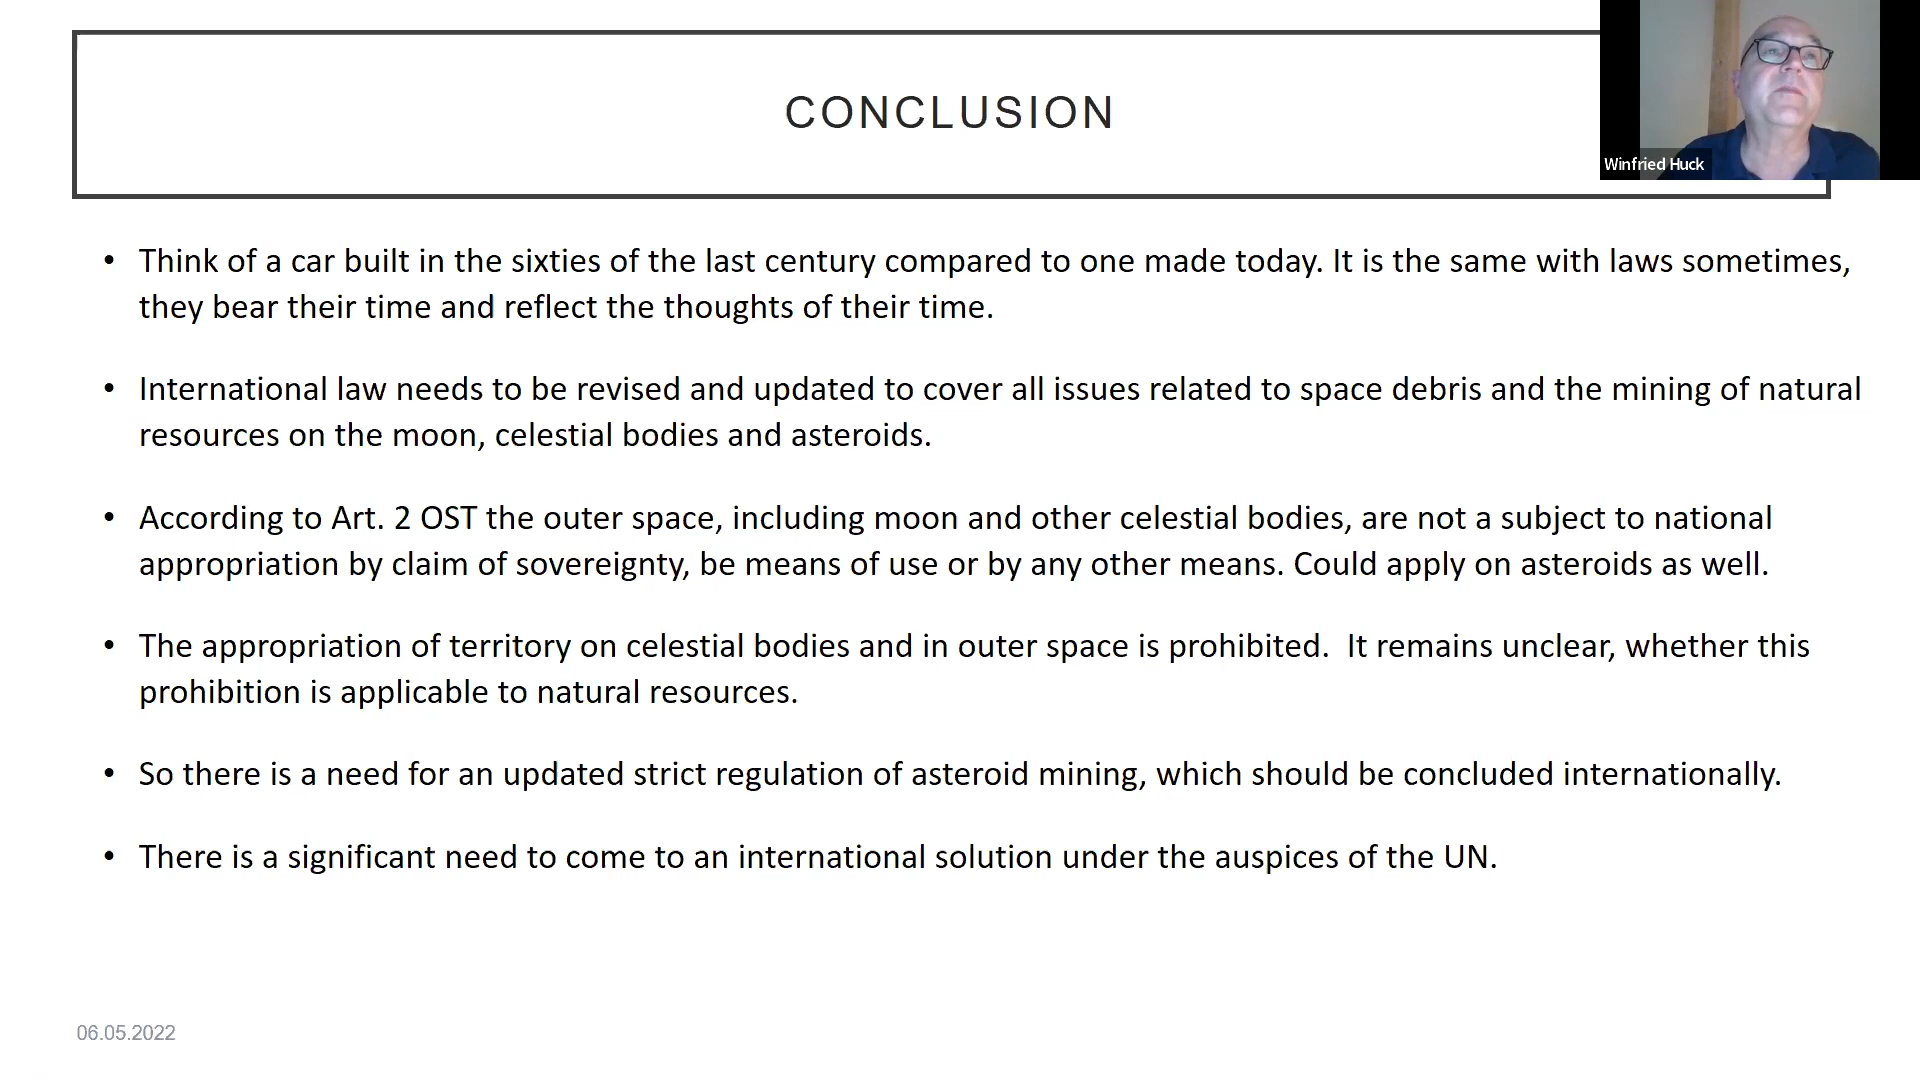 CONCLUSION
Winfried Huck
• Think of a car built in the sixties of the last century compared to one made today. It is the same with laws sometimes,
they bear their time and reflect the thoughts of their time.
• International law needs to be revised and updated to cover all issues related to space debris and the mining of natural
resources on the moon, celestial bodies and asteroids.
• According to Art. 2 OST the outer space, including moon and other celestial bodies, are not a subject to national
appropriation by claim of sovereignty, be means of use or by any other means. Could apply on asteroids as well.
• The appropriation of territory on celestial bodies and in outer space is prohibited.  It remains unclear, whether this
prohibition is applicable to natural resources.
• So there is a need for an updated strict regulation of asteroid mining, which should be concluded internationally.
• There is a significant need to come to an international solution under the auspices of the UN.
06.05.2022